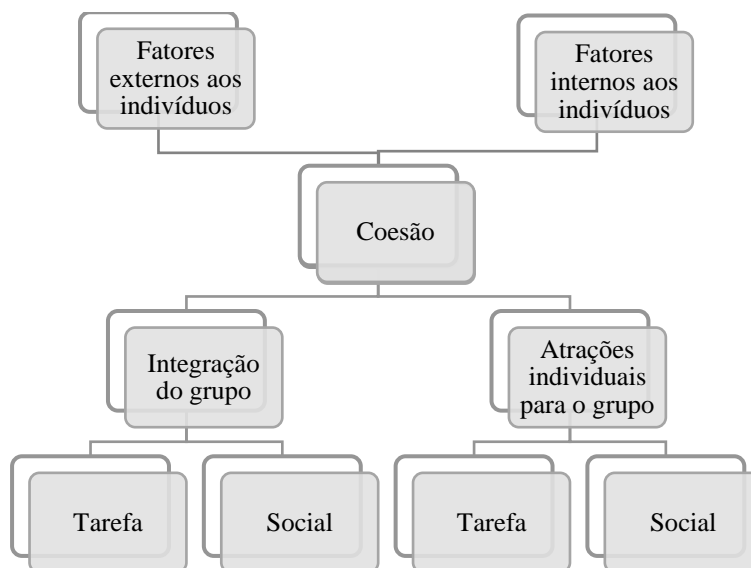 Fatores
externos aos
indivíduos
Fatores
internos aos
indivíduos
Coesão
Integração
do grupo
Atrações
individuais
para o grupo
Tarefa
Social
Tarefa
Social